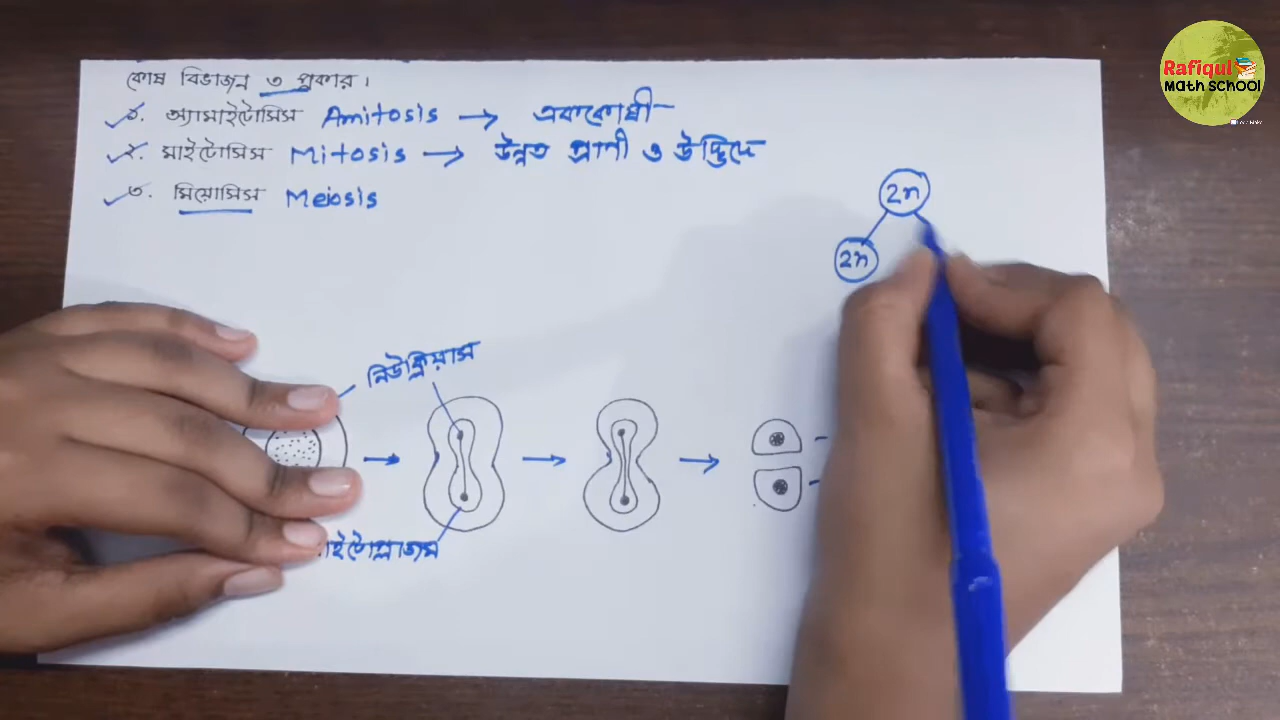 কোষ বিভাজন ৩ প্রকার।
১. অ্যামাইটোসিস Amitosis → এককোষী
২. মাইটোসিস Mitosis → উন্নত প্রাণী ও উদ্ভিদে
৩. মিয়োসিস Meiosis
2n
2n
নিউক্লিয়াস
াইটোপ্লাজম
Rafiqul
Math SCHOOL